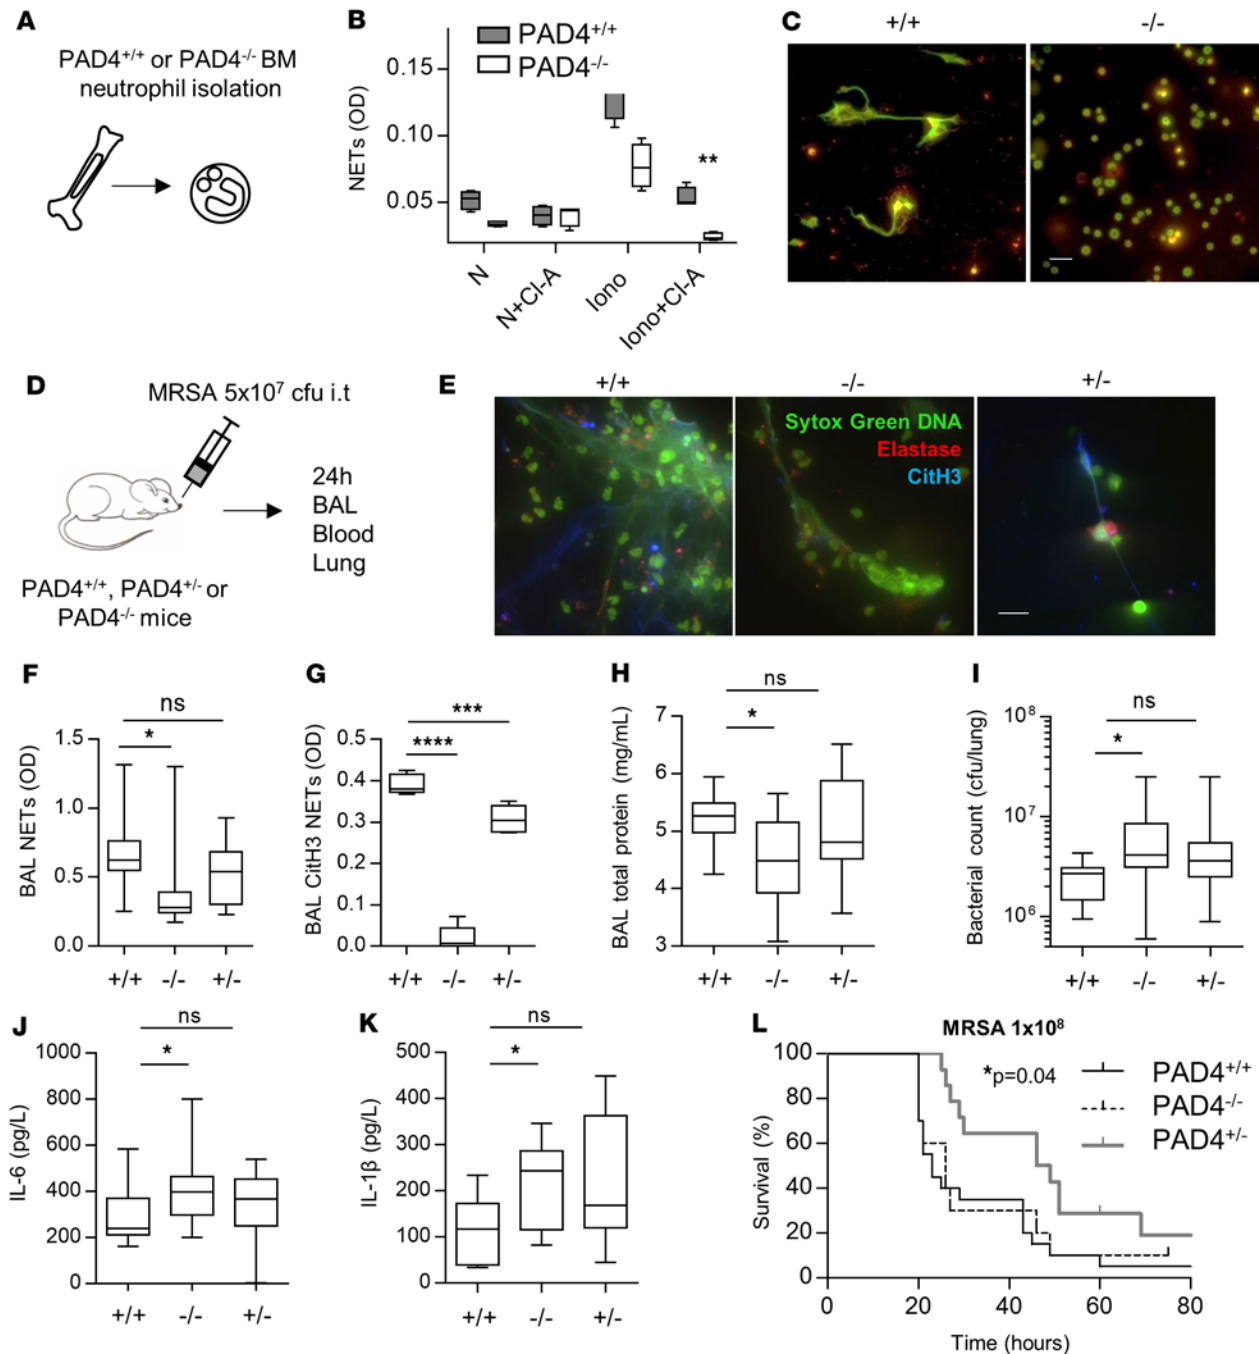 A
PAD4+/+ or PAD4-/- BM
neutrophil isolation
B
PAD4+/+
PAD4-/-
NETs (OD)
0.15
0.10
0.05
N
N+Cl-A
Iono
Iono+Cl-A
**
C
+/+
-/-
D
MRSA 5x10⁷ cfu i.t
24h
BAL
Blood
Lung
PAD4+/+, PAD4+/- or
PAD4-/- mice
E
+/+
-/-
+/-
Sytox Green DNA
Elastase
CitH3
F
ns
*
BAL NETs (OD)
1.5
1.0
0.5
0.0
+/+
-/-
+/-
G
***
****
BAL CitH3 NETs (OD)
0.5
0.4
0.3
0.2
0.1
0.0
+/+
-/-
+/-
H
ns
*
BAL total protein (mg/mL)
7
6
5
4
3
+/+
-/-
+/-
I
ns
*
Bacterial count (cfu/lung)
10⁸
10⁷
10⁶
+/+
-/-
+/-
J
ns
*
IL-6 (pg/L)
1000
800
600
400
200
0
+/+
-/-
+/-
K
ns
*
IL-1β (pg/L)
500
400
300
200
100
0
+/+
-/-
+/-
L
MRSA 1x10⁸
*p=0.04
PAD4+/+
PAD4-/-
PAD4+/-
Survival (%)
100
80
60
40
20
0
0 20 40 60 80
Time (hours)